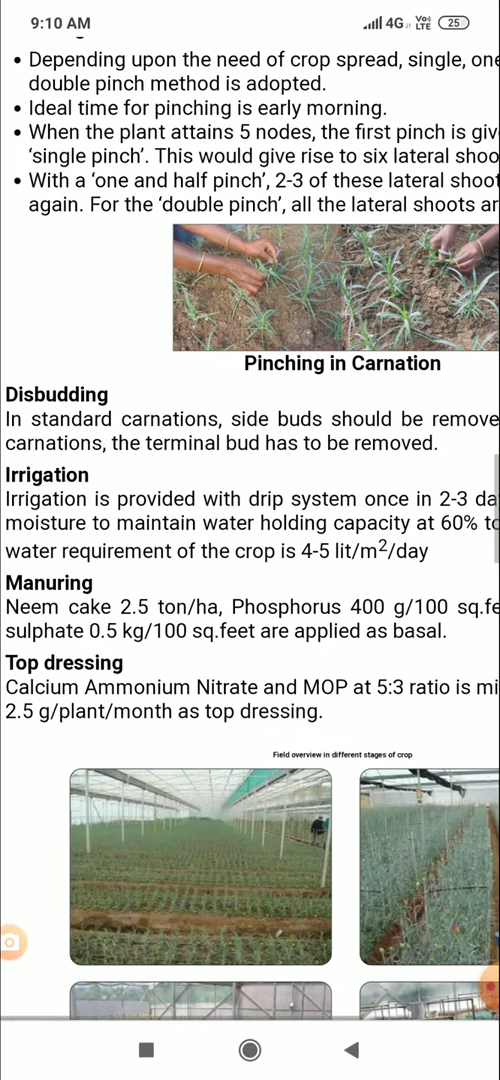 9:10 AM
4G Vo)) LTE 25
• Depending upon the need of crop spread, single, one
double pinch method is adopted.
• Ideal time for pinching is early morning.
• When the plant attains 5 nodes, the first pinch is giv
‘single pinch’. This would give rise to six lateral shoo
• With a ‘one and half pinch’, 2-3 of these lateral shoot
again. For the ‘double pinch’, all the lateral shoots ar
Pinching in Carnation
Disbudding
In standard carnations, side buds should be remove
carnations, the terminal bud has to be removed.
Irrigation
Irrigation is provided with drip system once in 2-3 da
moisture to maintain water holding capacity at 60% to
water requirement of the crop is 4-5 lit/m²/day
Manuring
Neem cake 2.5 ton/ha, Phosphorus 400 g/100 sq.fe
sulphate 0.5 kg/100 sq.feet are applied as basal.
Top dressing
Calcium Ammonium Nitrate and MOP at 5:3 ratio is mi
2.5 g/plant/month as top dressing.
Field overview in different stages of crop